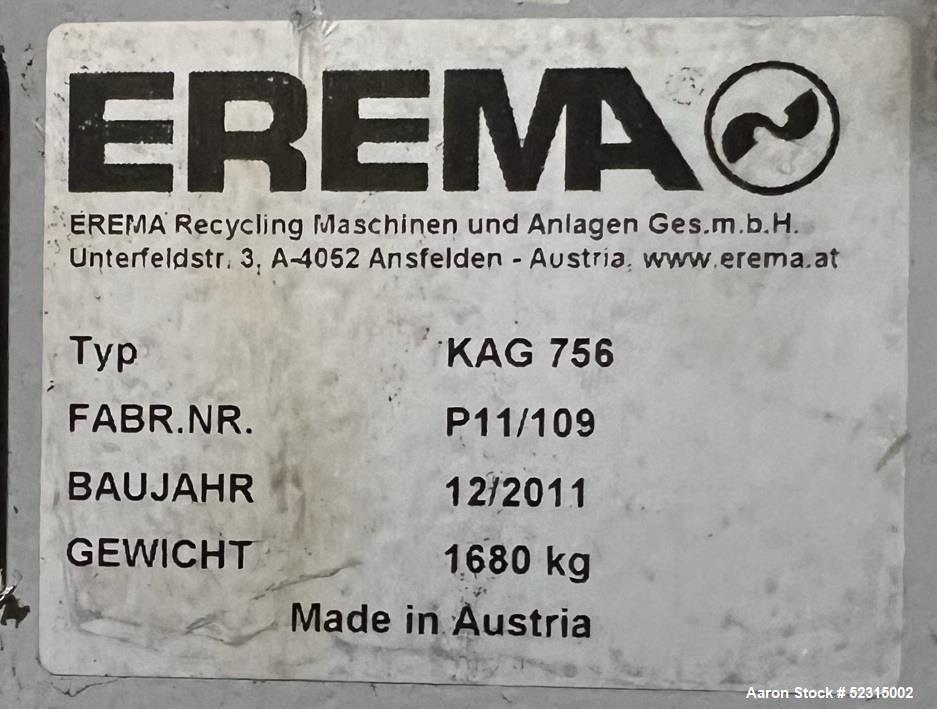 EREMA
EREMA Recycling Maschinen und Anlagen Ges.m.b.H.
Unterfeldstr. 3, A-4052 Ansfelden - Austria, www.erema.at
Typ KAG 756
FABR.NR. P11/109
BAUJAHR 12/2011
GEWICHT 1680 kg
Made in Austria
Aaron Stock # 52315002